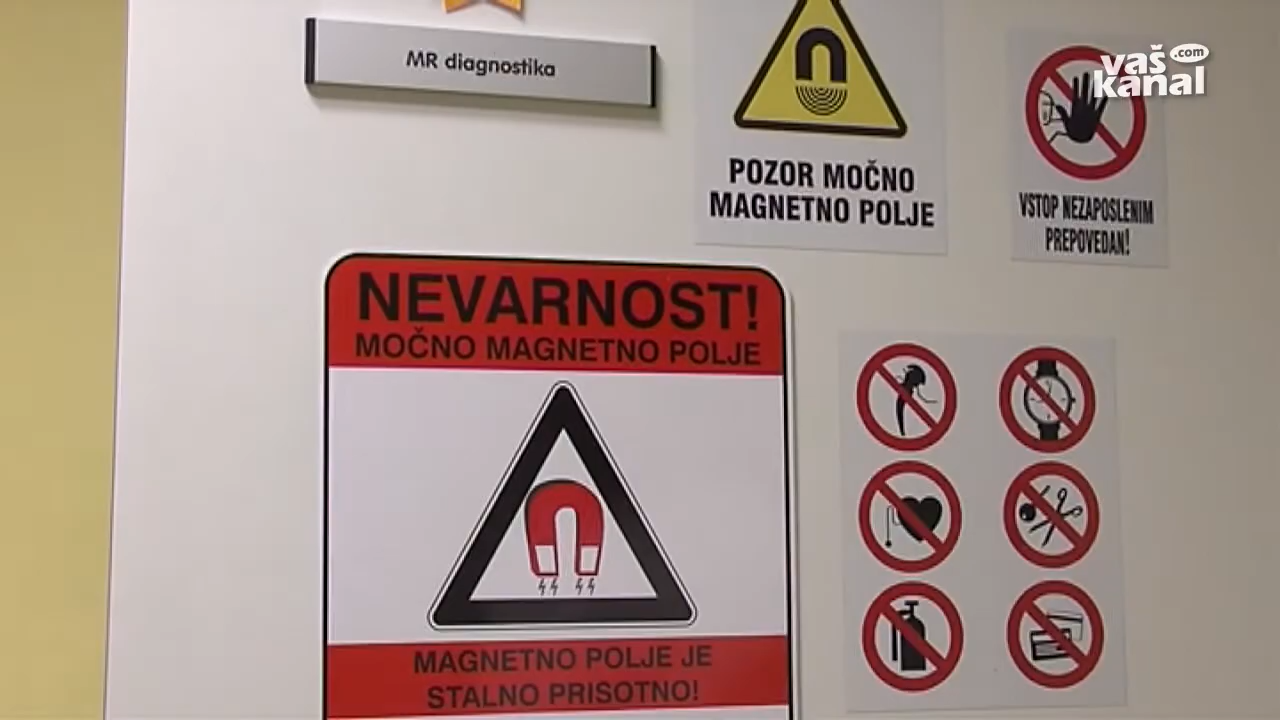 MR diagnostika
POZOR MOČNO
MAGNETNO POLJE
vaš
.com
kanal
VSTOP NEZAPOSLENIM
PREPOVEDAN!
NEVARNOST!
MOČNO MAGNETNO POLJE
MAGNETNO POLJE JE
STALNO PRISOTNO!